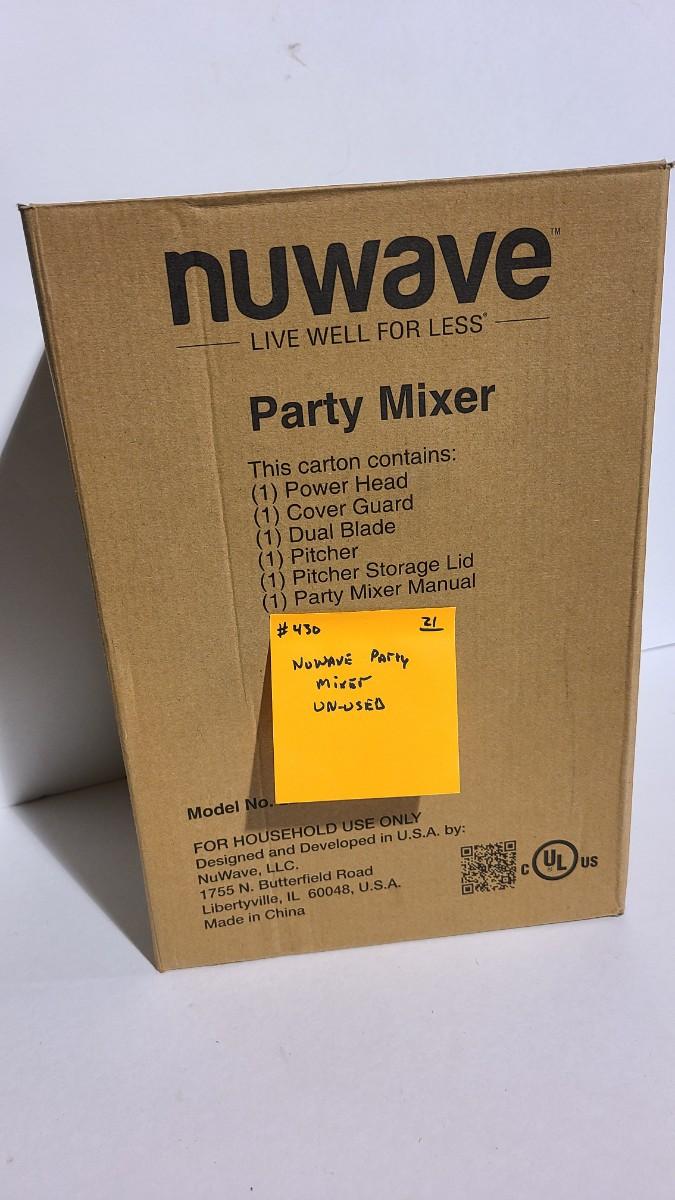 nuwave™
LIVE WELL FOR LESS®
Party Mixer
This carton contains:
(1) Power Head
(1) Cover Guard
(1) Dual Blade
(1) Pitcher
(1) Pitcher Storage Lid
(1) Party Mixer Manual
#430 21
NUWAVE PARTY
MIXER
UN-USED
Model No.
FOR HOUSEHOLD USE ONLY
Designed and Developed in U.S.A. by:
NuWave, LLC.
1755 N. Butterfield Road
Libertyville, IL 60048, U.S.A.
Made in China
C UL US